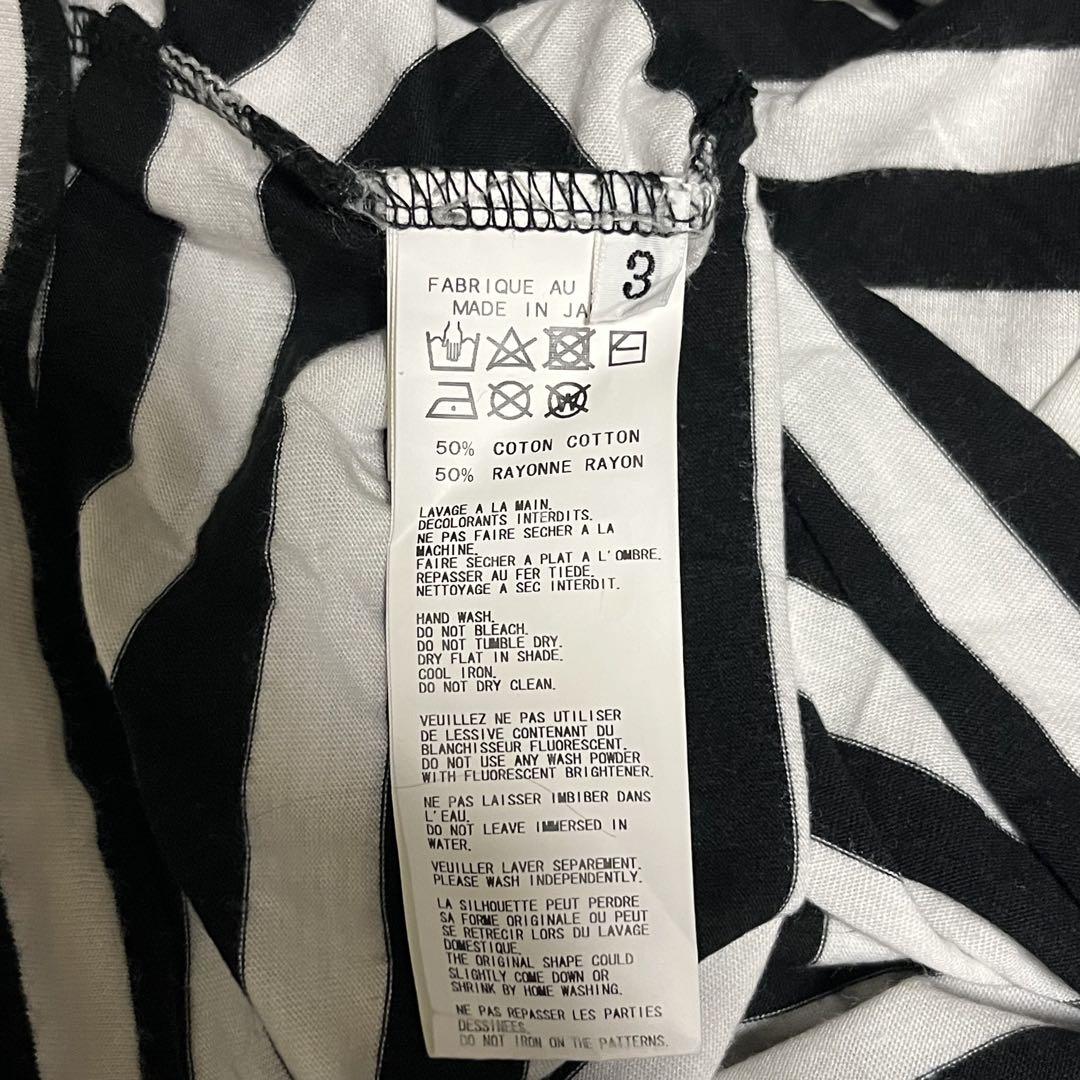 FABRIQUE AU
3
MADE IN JA
W
50% COTON COTTON
50% RAYONNE RAYON
LAVAGE A LA MAIN.
DECOLORANTS INTERDITS.
NE PAS FAIRE SECHER A LA
MACHINE.
FAIRE SECHER A PLAT A L'OMBRE.
REPASSER AU FER TIEDE.
NETTOYAGE A SEC INTERDIT.
HAND WASH.
DO NOT BLEACH.
DO NOT TUMBLE DRY.
DRY FLAT IN SHADE.
COOL IRON.
DO NOT DRY CLEAN.
VEUILLEZ NE PAS UTILISER
DE LESSIVE CONTENANT DU
BLANCHISSEUR FLUORESCENT.
DO NOT USE ANY WASH POWDER
WITH FLUORESCENT BRIGHTENER.
NE PAS LAISSER IMBIBER DANS
L'EAU.
DO NOT LEAVE IMMERSED IN
WATER.
VEUILLER LAVER SEPAREMENT.
PLEASE WASH INDEPENDENTLY.
LA SILHOUETTE PEUT PERDRE
SA FORME ORIGINALE OU PEUT
SE RETRECIR LORS DU LAVAGE
DOMESTIQUE.
THE ORIGINAL SHAPE COULD
SLIGHTLY COME DOWN OR
SHRINK BY HOME WASHING.
NE PAS REPASSER LES PARTIES
DESSINEES.
DO NOT IRON ON THE PATTERNS.